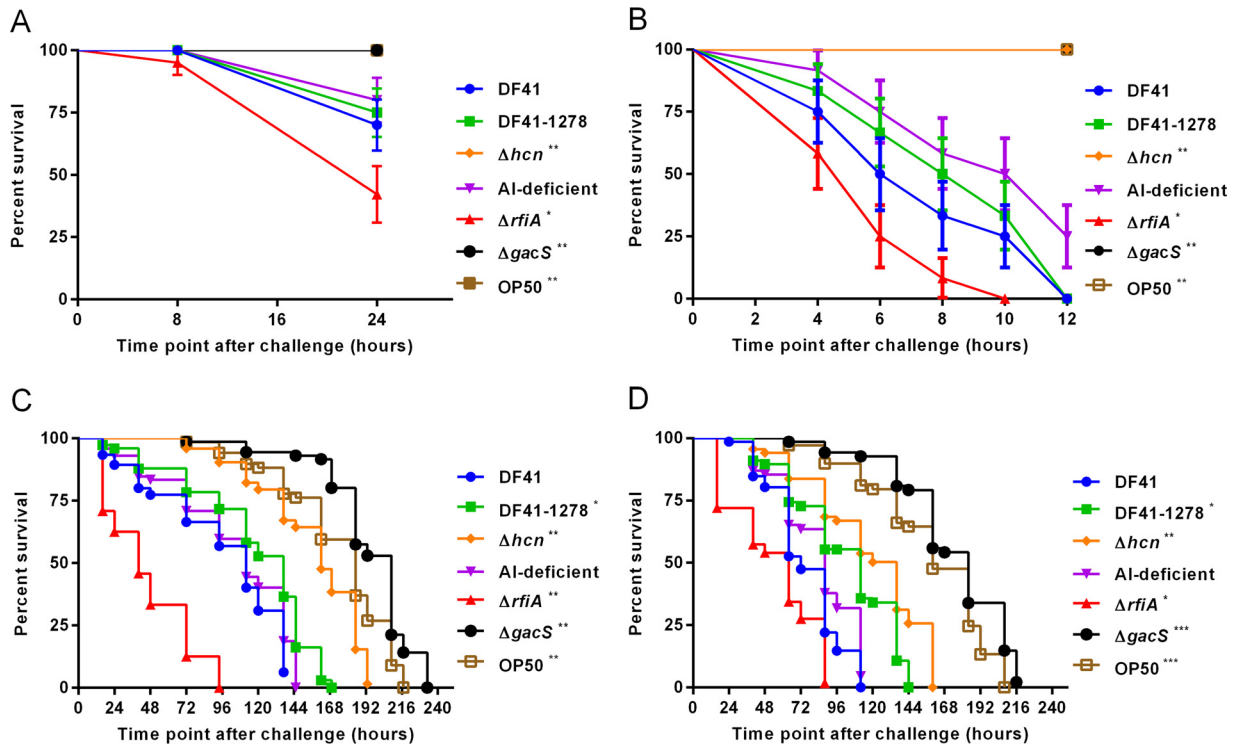 A
Percent survival
100
75
50
25
0
0 8 16 24
Time point after challenge (hours)
DF41
DF41-1278
Δhcn **
AI-deficient
ΔrfiA *
ΔgacS **
OP50 **
B
Percent survival
100
75
50
25
0
0 2 4 6 8 10 12
Time point after challenge (hours)
DF41
DF41-1278
Δhcn **
AI-deficient
ΔrfiA *
ΔgacS **
OP50 **
C
Percent survival
100
75
50
25
0
0 24 48 72 96 120 144 168 192 216 240
Time point after challenge (hours)
DF41
DF41-1278 *
Δhcn **
AI-deficient
ΔrfiA **
ΔgacS **
OP50 **
D
Percent survival
100
75
50
25
0
0 24 48 72 96 120 144 168 192 216 240
Time point after challenge (hours)
DF41
DF41-1278 *
Δhcn **
AI-deficient
ΔrfiA *
ΔgacS ***
OP50 ***